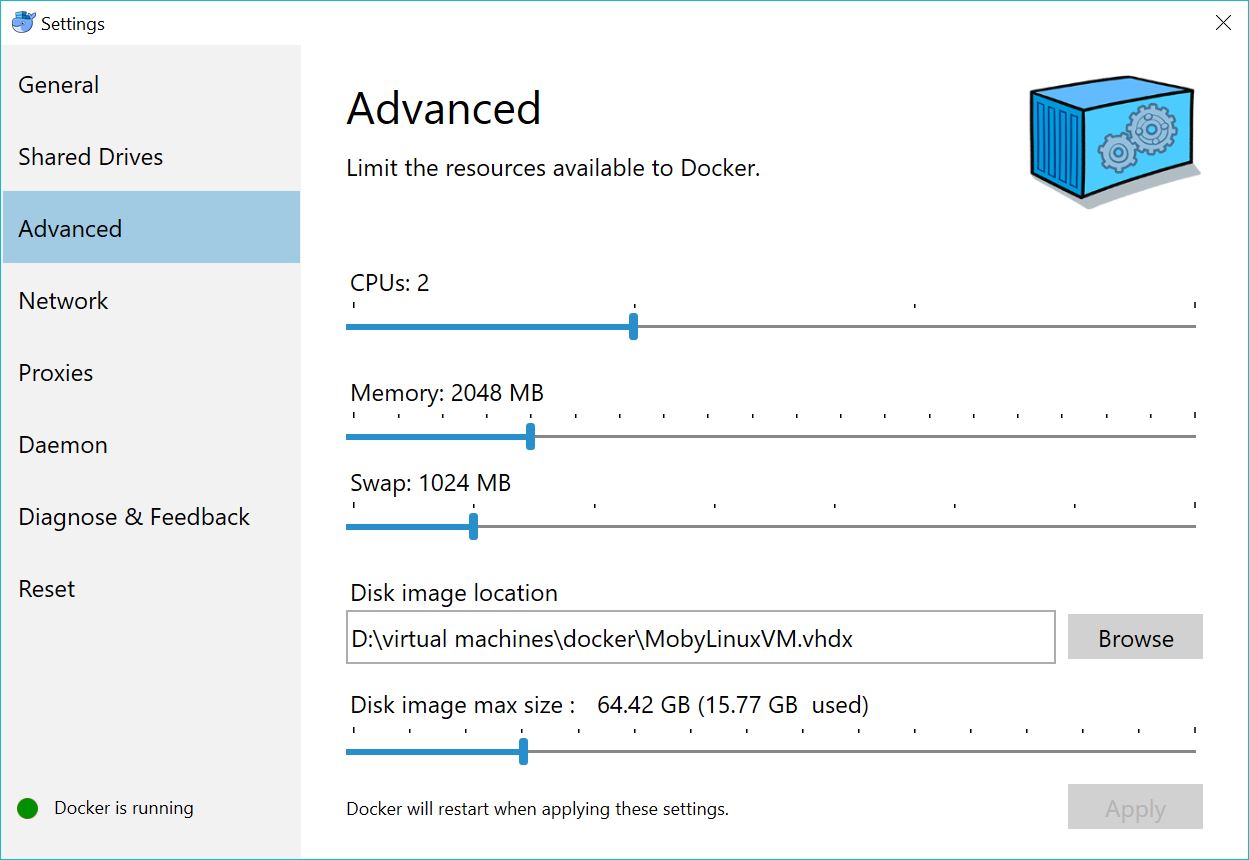 Settings
General
Shared Drives
Advanced
Network
Proxies
Daemon
Diagnose & Feedback
Reset
Docker is running
Advanced
Limit the resources available to Docker.
CPUs: 2
Memory: 2048 MB
Swap: 1024 MB
Disk image location
D:\virtual machines\docker\MobyLinuxVM.vhdx
Browse
Disk image max size : 64.42 GB (15.77 GB used)
Docker will restart when applying these settings.
Apply